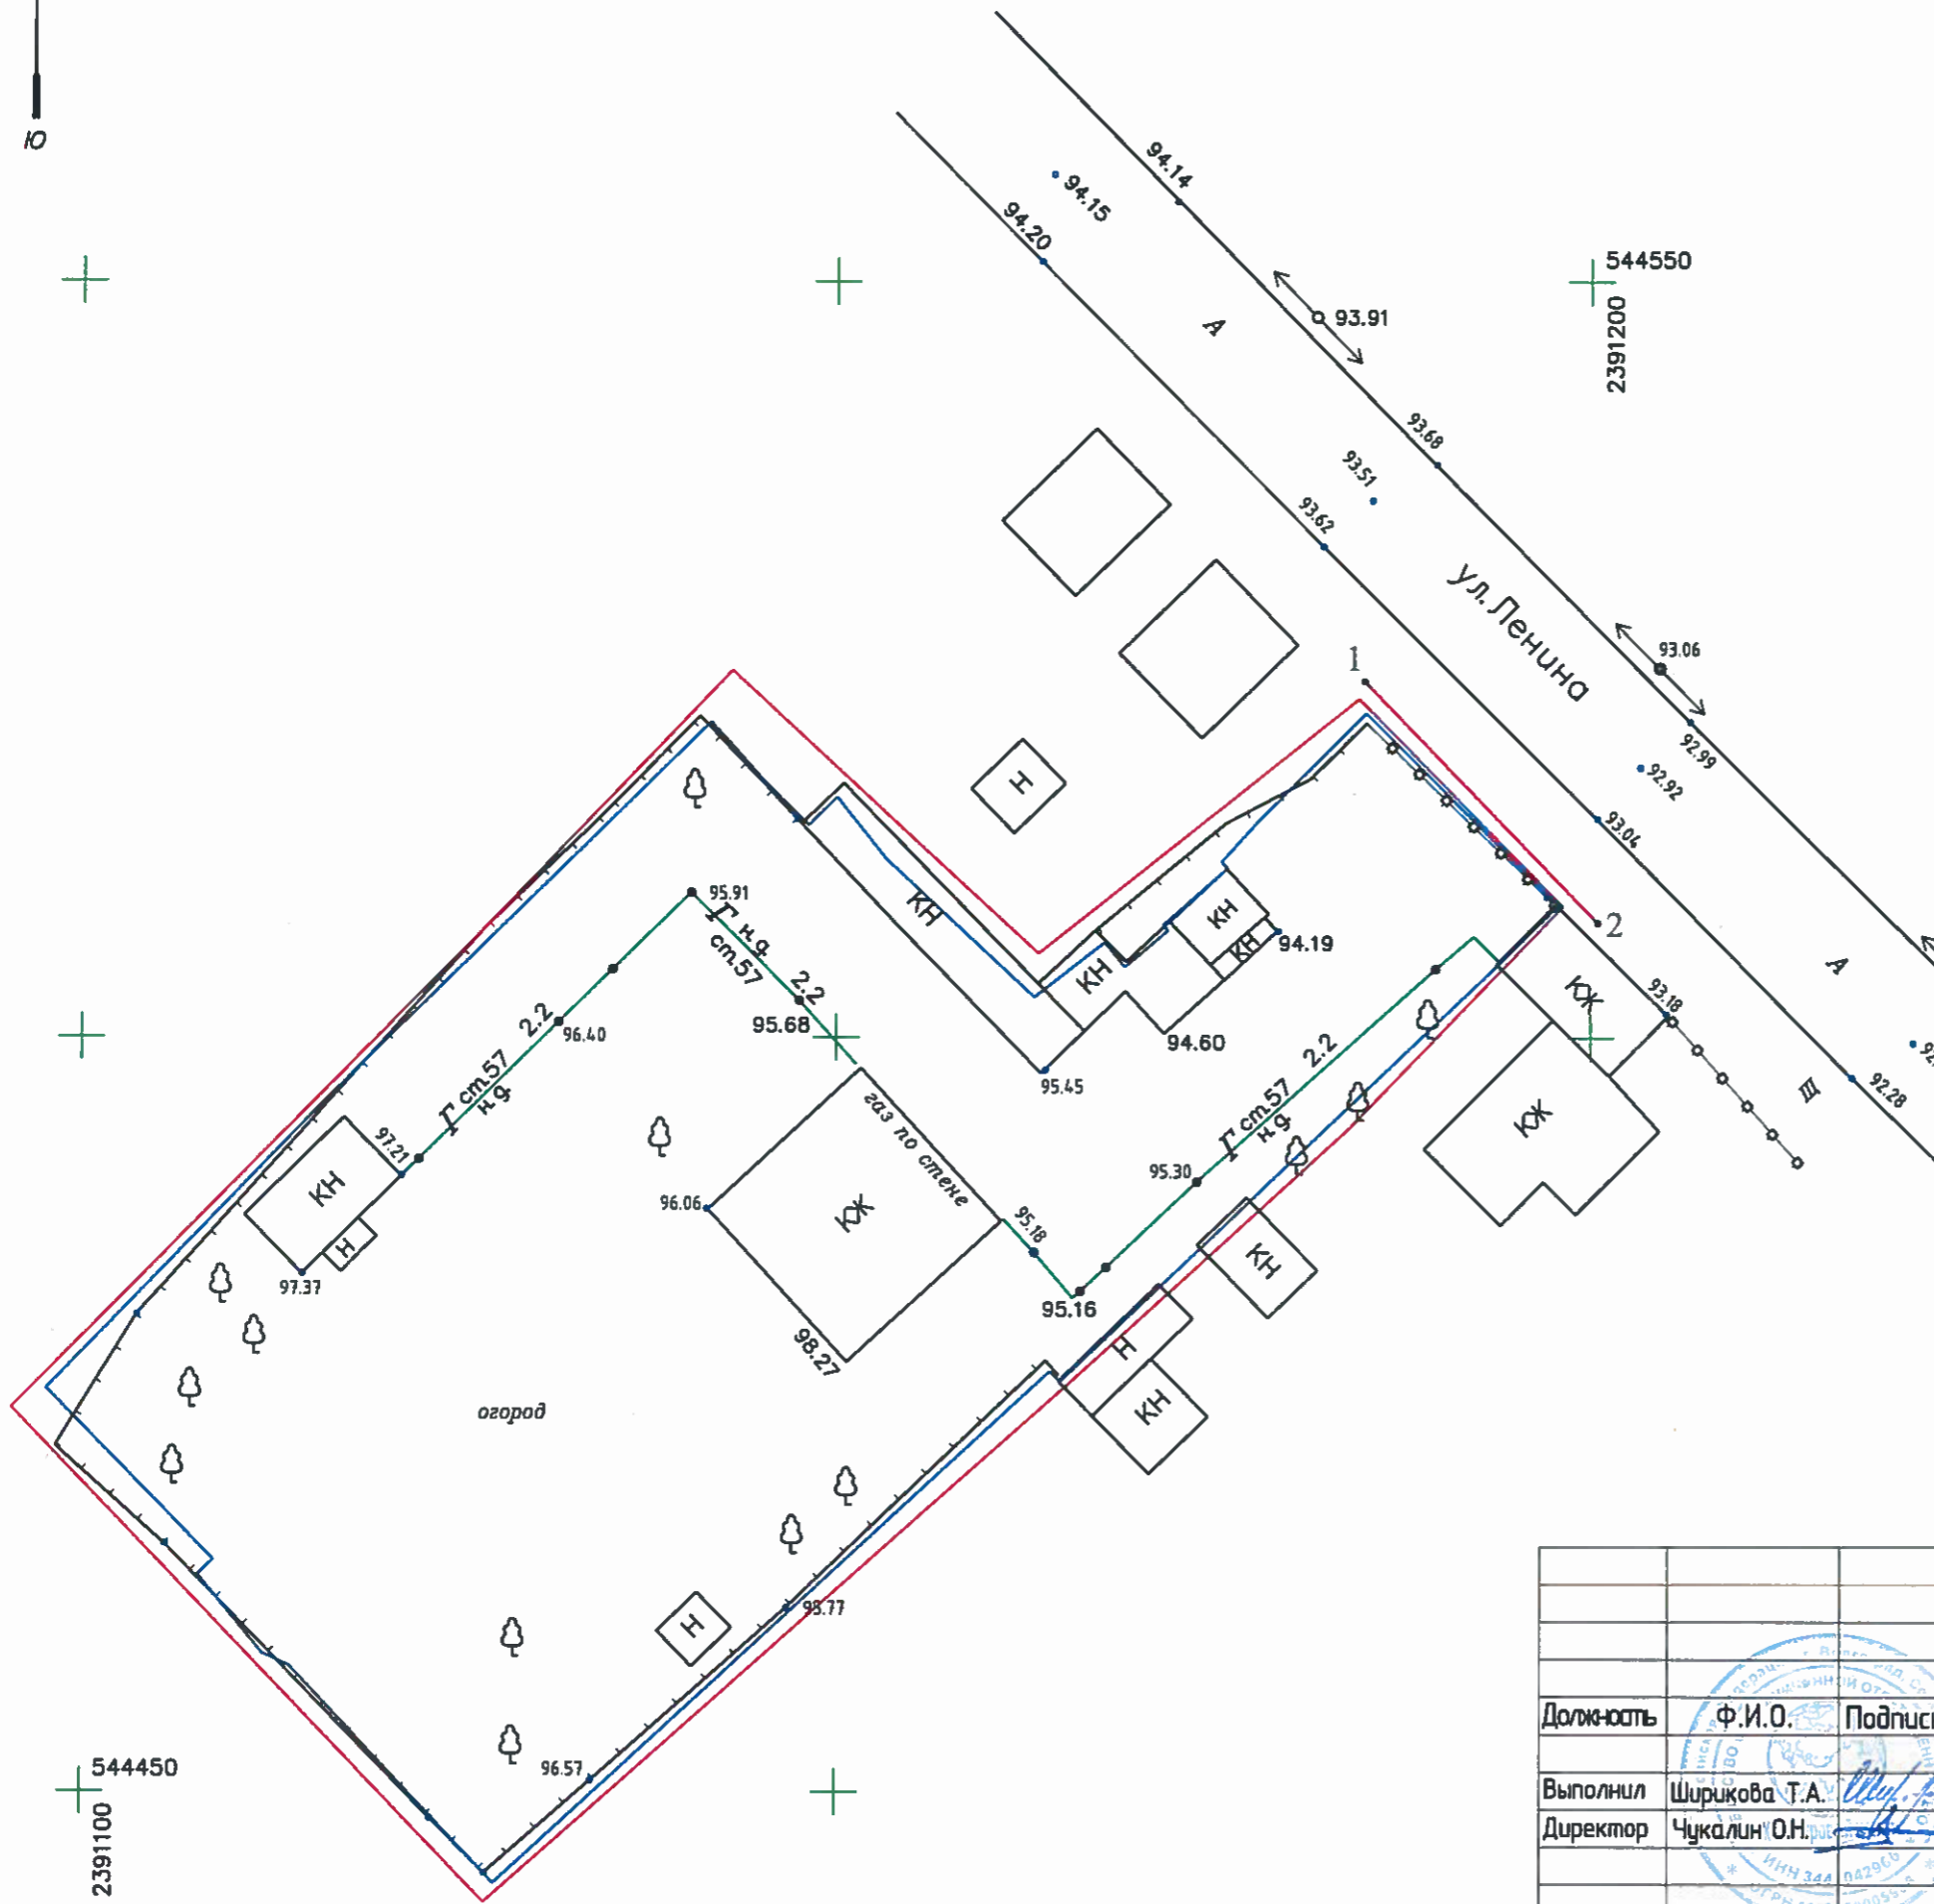 Ю
94.14
94.15
94.20
544550
2391200
А
93.91
93.68
93.51
93.62
ул. Ленина
93.06
92.99
92.92
93.04
1
2
Н
95.91
Г н.д.
ст.57
2.2
95.68
КН
КН
КН
КН
94.19
94.60
95.45
2.2
96.40
Г ст.57
н.д.
97.21
КН
Н
97.37
газ по стене
КЖ
96.06
98.27
95.18
95.16
95.30
Г ст.57
н.д.
2.2
КЖ
93.18
КЖ
А
Ш
92.28
КН
Н
КН
огород
Н
96.57
544450
2391100
Должность Ф.И.О. Подпись
Выполнил Ширикова Т.А.
Директор Чукалин О.Н.